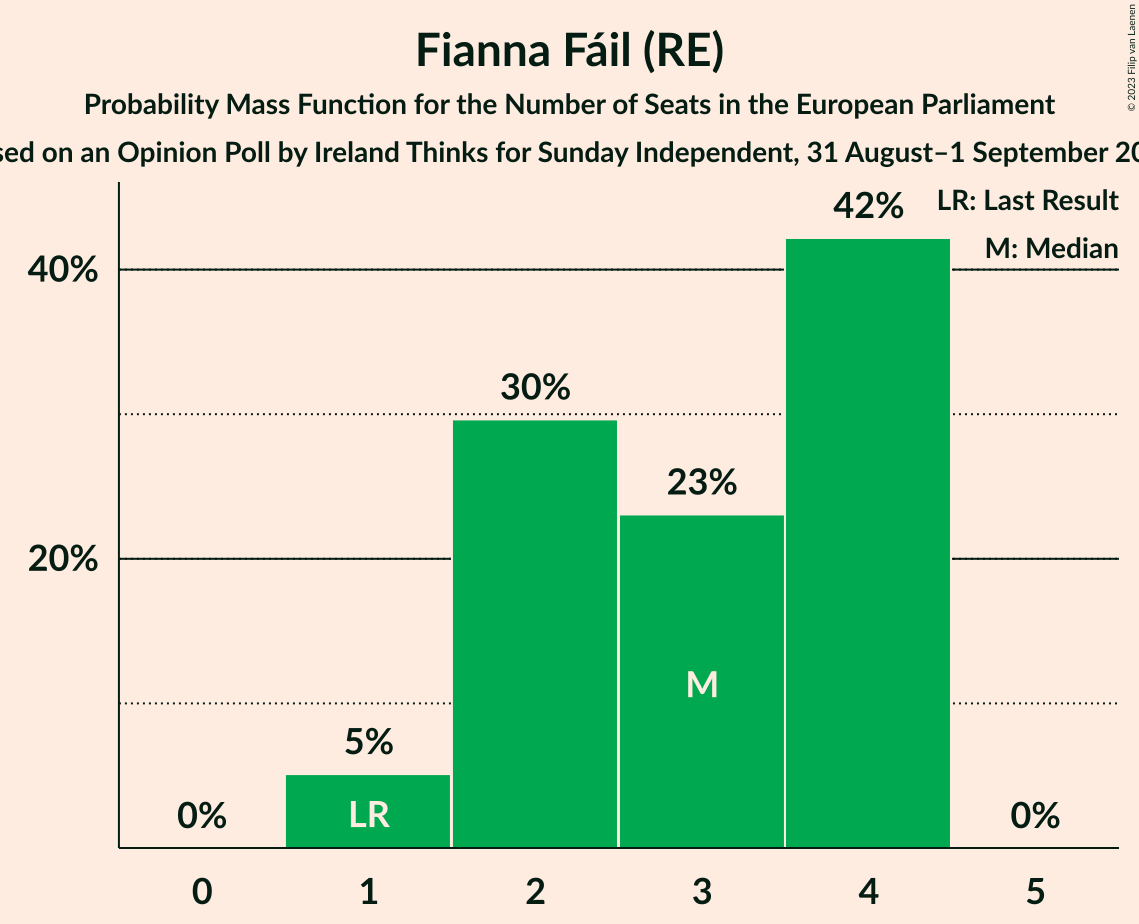 Fianna Fáil (RE)
Probability Mass Function for the Number of Seats in the European Parliament
on an Opinion Poll by Ireland Thinks for Sunday Independent, 31 August–1 September
© 2023 Filip van Laenen
LR: Last Result
M: Median
40%
20%
0%
5%
30%
23%
42%
0%
LR
M
0
1
2
3
4
5